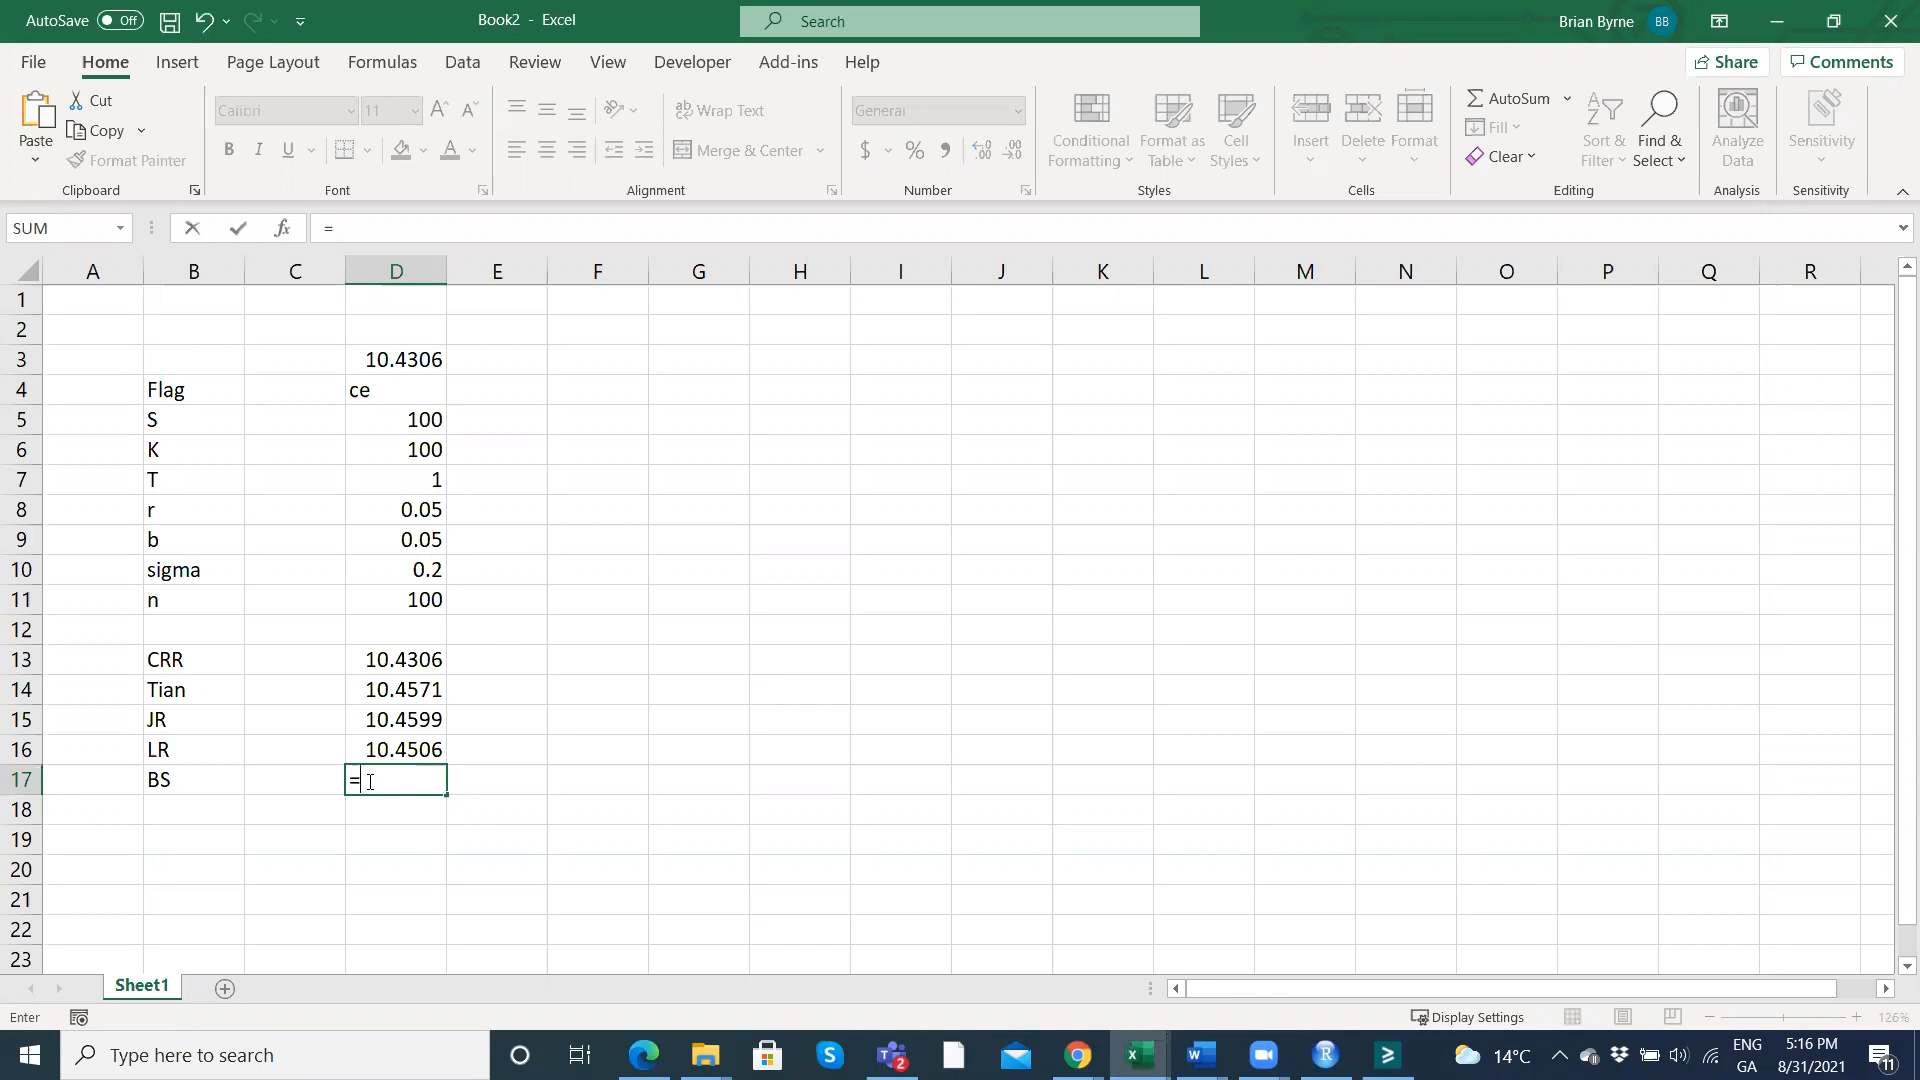 AutoSave Off Book2 - Excel Search Brian Byrne BB
File Home Insert Page Layout Formulas Data Review View Developer Add-ins Help Share Comments
Paste Cut Copy Format Painter Clipboard
Calibri 11 B I U Font
Wrap Text Merge & Center Alignment
General $ % Number
Conditional Formatting Format as Table Cell Styles Styles
Insert Delete Format Cells
AutoSum Fill Clear Sort & Filter Find & Select Editing
Analyze Data Analysis
Sensitivity Sensitivity
SUM fx =
A B C D E F G H I J K L M N O P Q R
1
2
3 10.4306
4 Flag ce
5 S 100
6 K 100
7 T 1
8 r 0.05
9 b 0.05
10 sigma 0.2
11 n 100
12
13 CRR 10.4306
14 Tian 10.4571
15 JR 10.4599
16 LR 10.4506
17 BS =
18
19
20
21
22
23
Sheet1
Enter Display Settings 126%
Type here to search 2 14°C ENG 5:16 PM
GA 8/31/2021 11